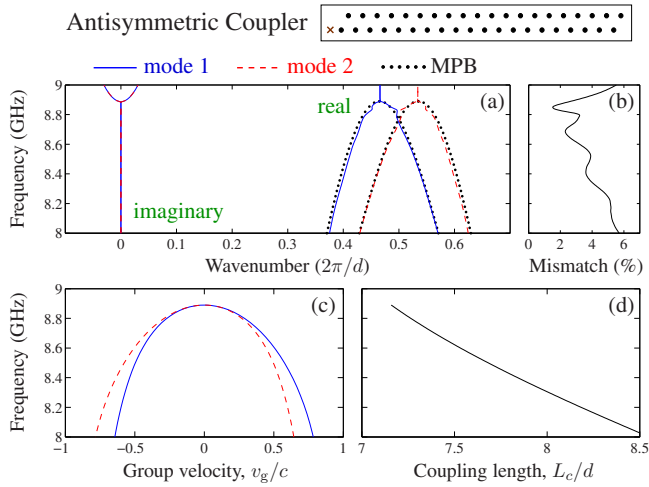 Antisymmetric Coupler
mode 1 mode 2 MPB
9
8.8
8.6
8.4
8.2
8
Frequency (GHz)
real
imaginary
(a)
0 0.1 0.2 0.3 0.4 0.5 0.6
Wavenumber (2π/d)
(b)
0 2 4 6
Mismatch (%)
9
8.8
8.6
8.4
8.2
8
Frequency (GHz)
(c)
−1 −0.5 0 0.5 1
Group velocity, v_g/c
(d)
7 7.5 8 8.5
Coupling length, L_c/d